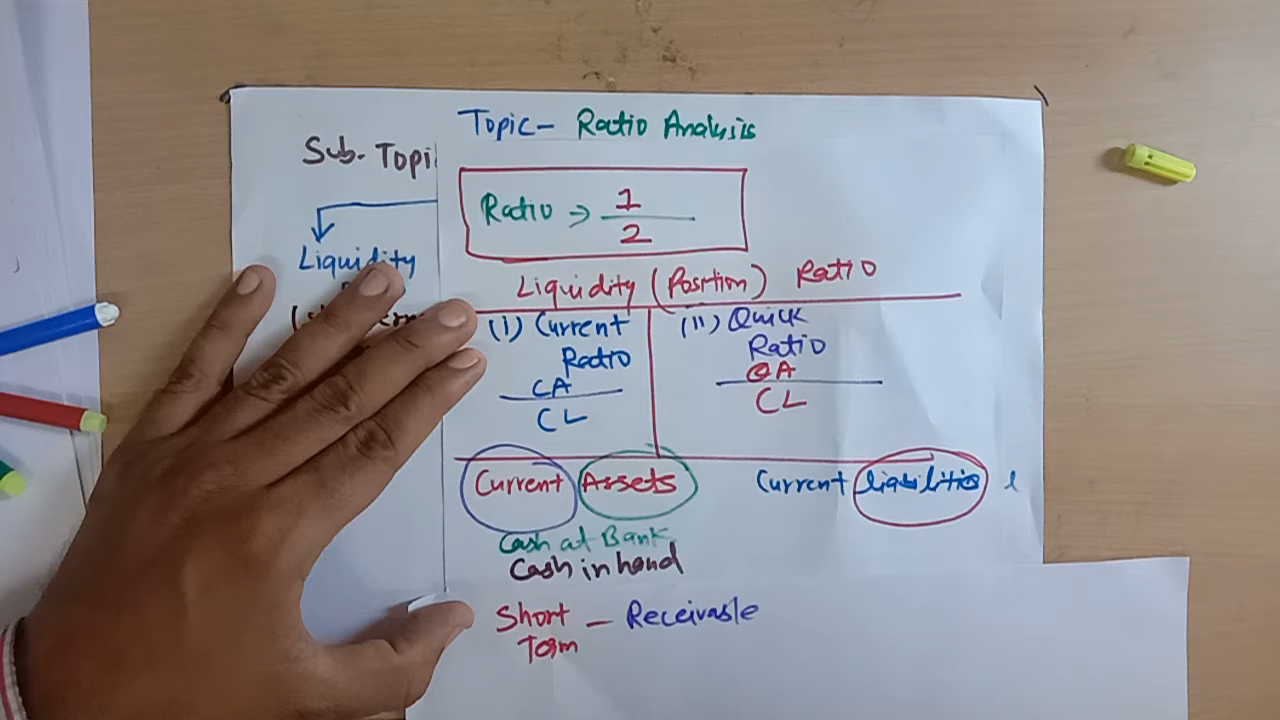 Topic- Ratio Analysis
Sub-Topi
Ratio → 1
2
Liquidity
Liquidity (Position) Ratio
(i) Current
Ratio
CA
CL
(ii) Quick
Ratio
QA
CL
Current Assets
Current liabilities
Cash at Bank
Cash in hand
Short - Receivable
Term